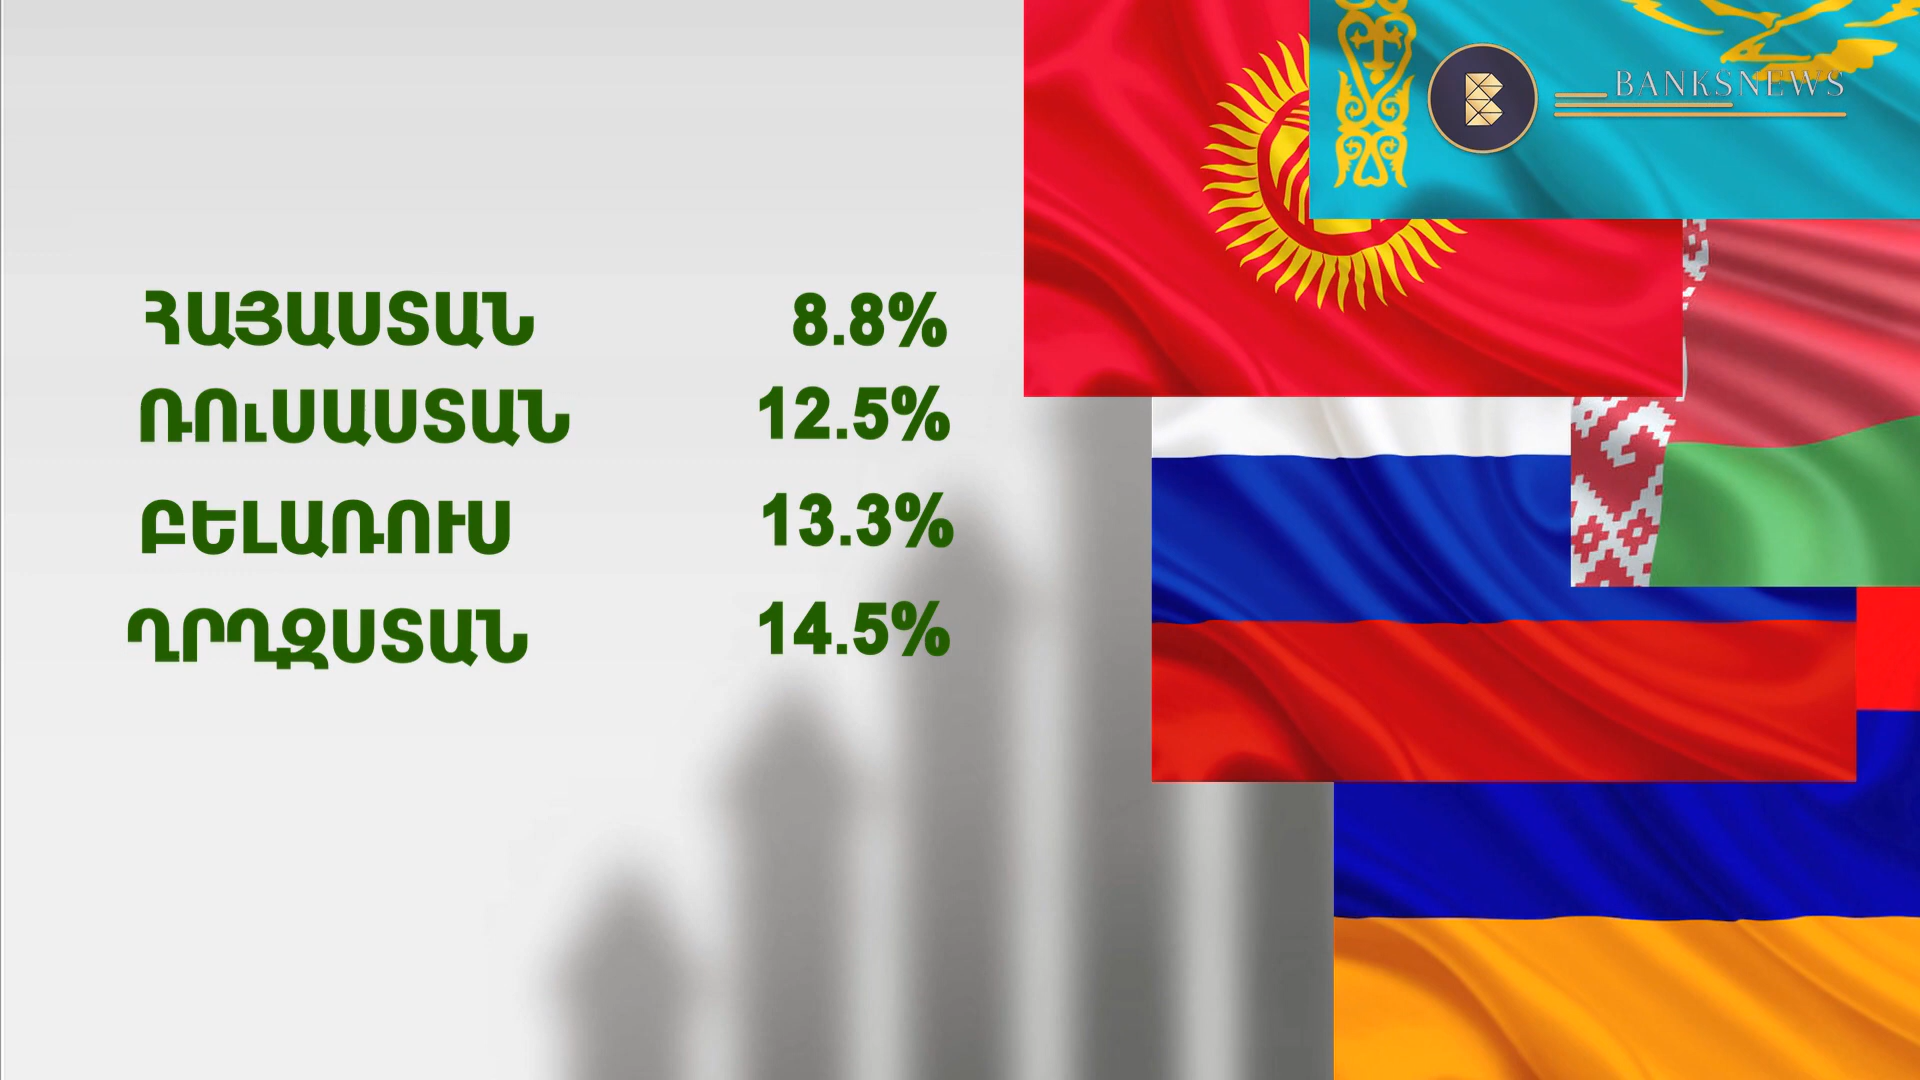 BANKSNEWS
ՀԱՅԱՍՏԱՆ 8.8%
ՌՈւՍԱՍՏԱՆ 12.5%
ԲԵԼԱՌՈՒՍ 13.3%
ՂՐՂԶՍՏԱՆ 14.5%